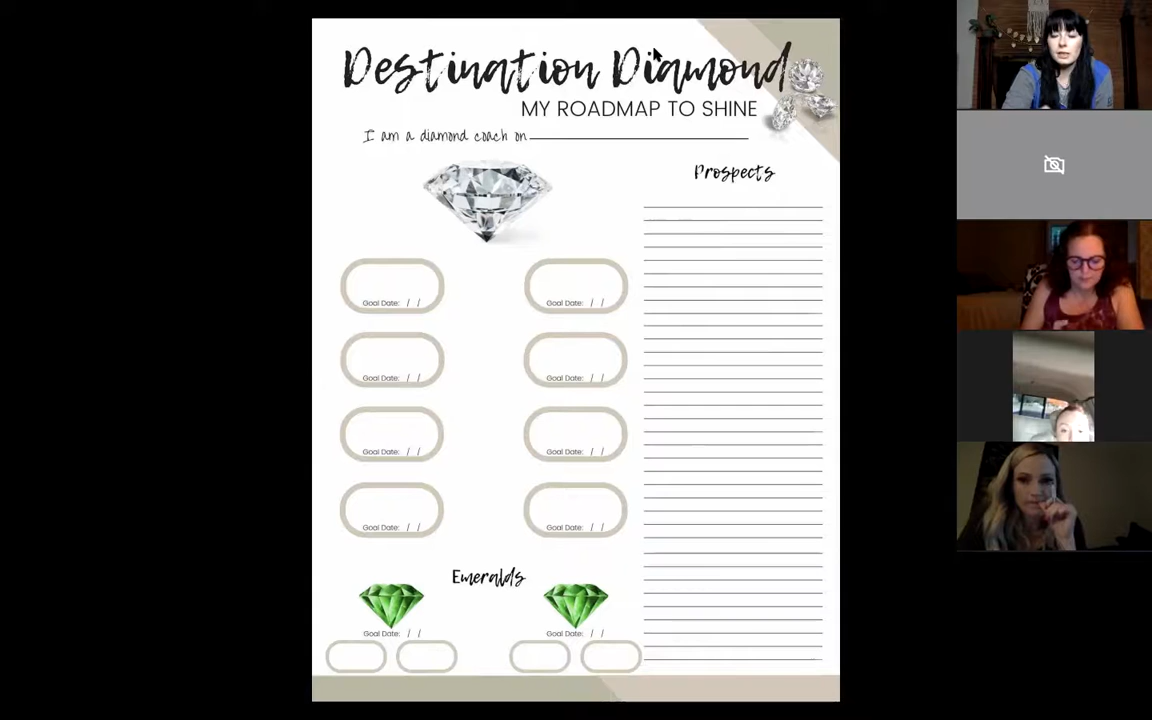 Destination Diamond
MY ROADMAP TO SHINE
I am a diamond coach on
Prospects
Goal Date: / /
Goal Date: / /
Goal Date: / /
Goal Date: / /
Goal Date: / /
Goal Date: / /
Goal Date: / /
Goal Date: / /
Emeralds
Goal Date: / /
Goal Date: / /